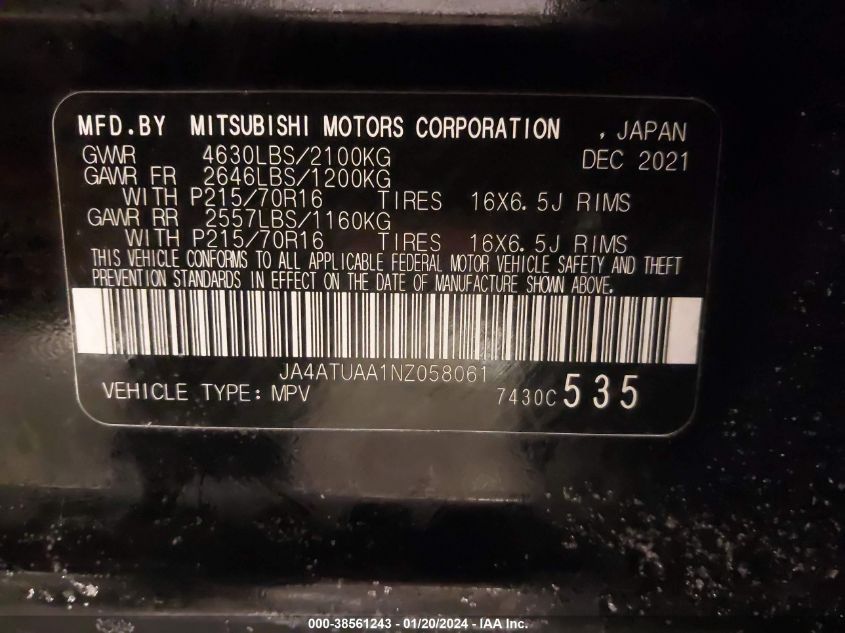 MFD.BY MITSUBISHI MOTORS CORPORATION , JAPAN
GVWR 4630LBS/2100KG DEC 2021
GAWR FR 2646LBS/1200KG
WITH P215/70R16 TIRES 16X6.5J RIMS
GAWR RR 2557LBS/1160KG
WITH P215/70R16 TIRES 16X6.5J RIMS
THIS VEHICLE CONFORMS TO ALL APPLICABLE FEDERAL MOTOR VEHICLE SAFETY AND THEFT
PREVENTION STANDARDS IN EFFECT ON THE DATE OF MANUFACTURE SHOWN ABOVE.
JA4ATUAA1NZ058061
VEHICLE TYPE: MPV 7430C 535
000-38561243 - 01/20/2024 - IAA Inc.